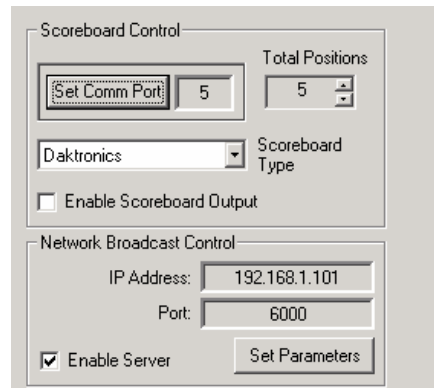 Scoreboard Control
Total Positions
Set Comm Port 5 5
Daktronics Scoreboard
Type
Enable Scoreboard Output
Network Broadcast Control
IP Address: 192.168.1.101
Port: 6000
Enable Server Set Parameters